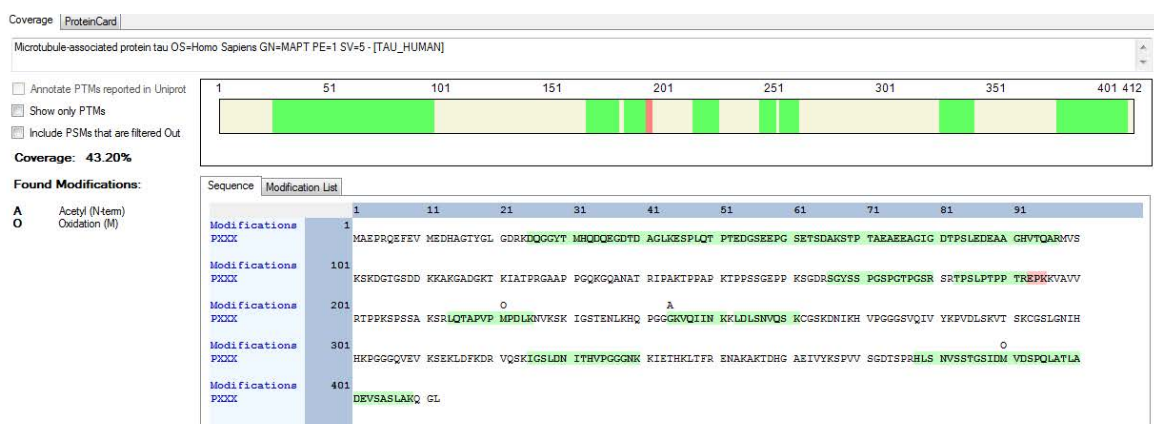 Coverage ProteinCard
Microtubule-associated protein tau OS=Homo Sapiens GN=MAPT PE=1 SV=5 - [TAU_HUMAN]
Annotate PTMs reported in Uniprot
Show only PTMs
Include PSMs that are filtered Out
Coverage: 43.20%
Found Modifications:
A Acetyl (N-term)
O Oxidation (M)
1 51 101 151 201 251 301 351 401 412
Sequence Modification List
1 11 21 31 41 51 61 71 81 91
Modifications 1
PXXX MAEPRQEFEV MEDHAGTYGL GDRKDQGGYT MHQDQEGDTD AGLKESPLQT PTEDGSEEPG SETSDAKSTP TAEAEEAGIG DTPSLEDEAA GHVTQARMVS
Modifications 101
PXXX KSKDGTGSDD KKAKGADGKT KIATPRGAAP PGQKGQANAT RIPAKTPPAP KTPPSSGEPP KSGDRSGYSS PGSPGTPGSR SRTPSLPTPP TREPKKVAVV
O A
Modifications 201
PXXX RTPPKSPSSA KSRLQTAPVP MPDLKNVKSK IGSTENLKHQ PGGGKVQIIN KKLDLSNVQS KCGSKDNIKH VPGGGSVQIV YKPVDLSKVT SKCGSLGNIH
O
Modifications 301
PXXX HKPGGGQVEV KSEKLDFKDR VQSKIGSLDN ITHVPGGGNK KIETHKLTFR ENAKAKTDHG AEIVYKSPVV SGDTSPRHLS NVSSTGSIDM VDSPQLATLA
Modifications 401
PXXX DEVSASLAKQ GL